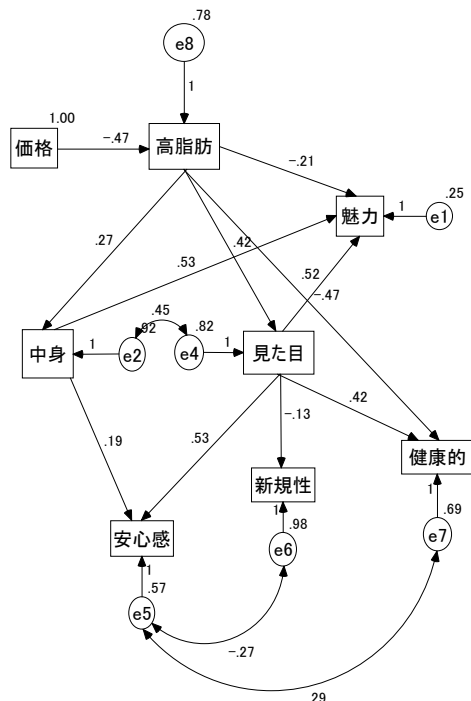 .78
e8
1
1.00
価格
-.47
高脂肪
-.21
.25
魅力
1
e1
.27
.53
.42
.52
-.47
.45
.92
.82
中身
1
e2
e4
1
見た目
.19
.53
-.13
.42
健康的
新規性
1
1
.69
安心感
.98
e7
e6
1
.57
e5
-.27
.29